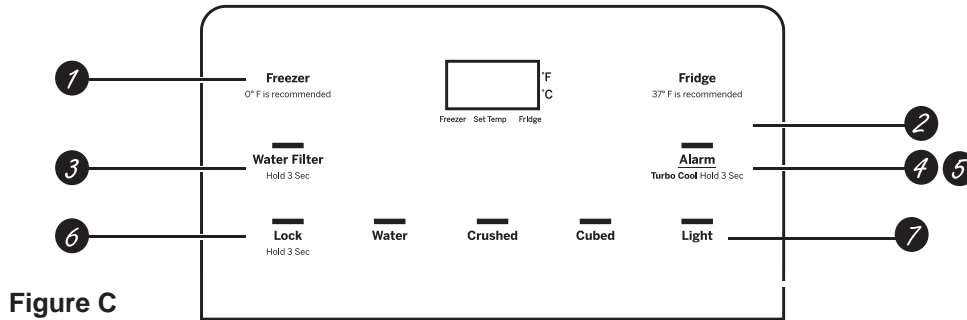 1
Freezer
0° F is recommended
°F
°C
Freezer Set Temp Fridge
Fridge
37° F is recommended
2
3
Water Filter
Hold 3 Sec
Alarm
Turbo Cool Hold 3 Sec
4 5
6
Lock
Hold 3 Sec
Water
Crushed
Cubed
Light
7
Figure C